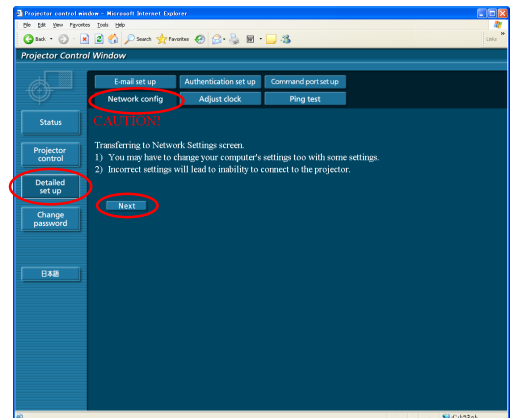 Projector control window - Microsoft Internet Explorer
File Edit View Favorites Tools Help
Back Search Favorites Links
Projector Control Window
E-mail set up Authentication set up Command port set up
Network config Adjust clock Ping test
Status
CAUTION!
Transferring to Network Settings screen.
1) You may have to change your computer's settings too with some settings.
2) Incorrect settings will lead to inability to connect to the projector.
Projector
control
Detailed
set up
Next
Change
password
日本語